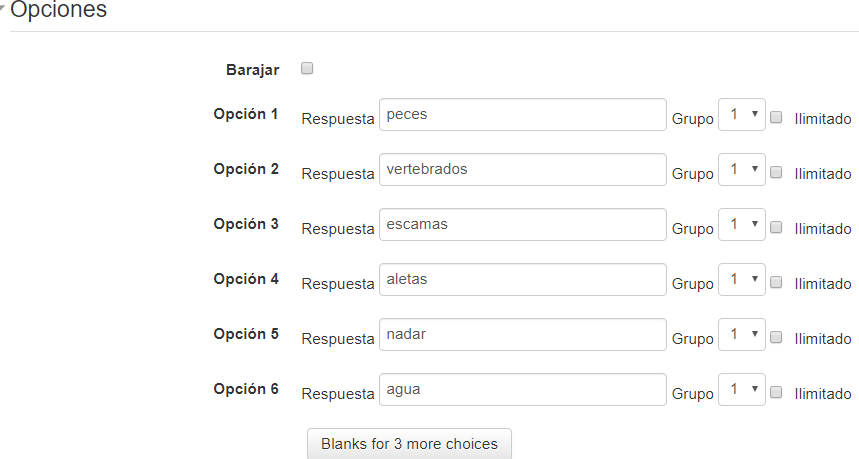 Opciones
Barajar
Opción 1 Respuesta peces Grupo 1 Ilimitado
Opción 2 Respuesta vertebrados Grupo 1 Ilimitado
Opción 3 Respuesta escamas Grupo 1 Ilimitado
Opción 4 Respuesta aletas Grupo 1 Ilimitado
Opción 5 Respuesta nadar Grupo 1 Ilimitado
Opción 6 Respuesta agua Grupo 1 Ilimitado
Blanks for 3 more choices